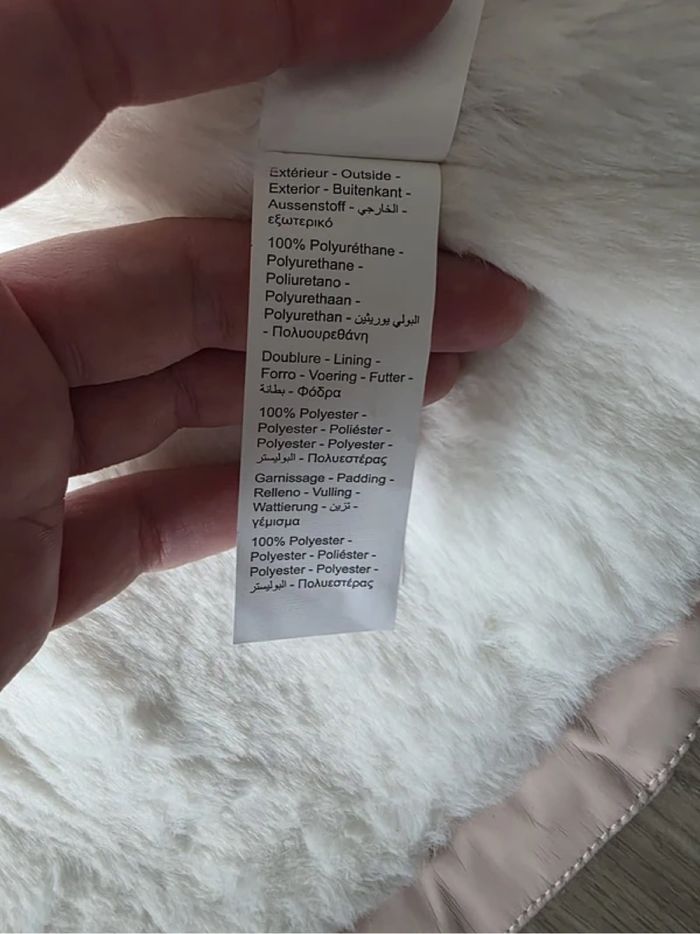 Extérieur - Outside -
Exterior - Buitenkant -
Aussenstoff - الخارجي -
εξωτερικό
100% Polyuréthane -
Polyurethane -
Poliuretano -
Polyurethaan -
Polyurethan - البولي يوريثين
- Πολυουρεθάνη
Doublure - Lining -
Forro - Voering - Futter -
بطانة - Φόδρα
100% Polyester -
Polyester - Poliéster -
Polyester - Polyester -
البوليستر - Πολυεστέρας
Garnissage - Padding -
Relleno - Vulling -
Wattierung - تزين -
γέμισμα
100% Polyester -
Polyester - Poliéster -
Polyester - Polyester -
البوليستر - Πολυεστέρας